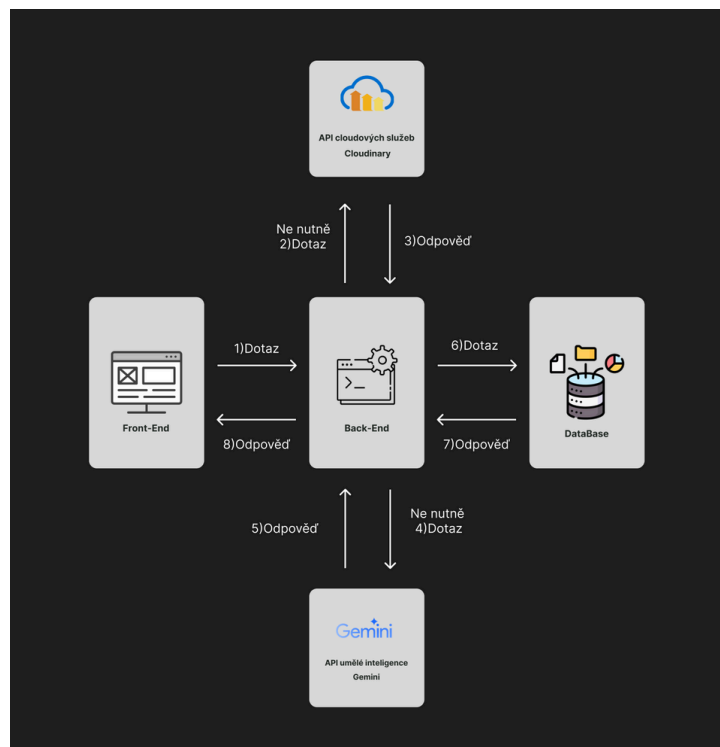 API cloudových služeb
Cloudinary
Ne nutně
2)Dotaz
3)Odpověď
1)Dotaz
6)Dotaz
Front-End
Back-End
DataBase
8)Odpověď
7)Odpověď
5)Odpověď
Ne nutně
4)Dotaz
Gemini
API umělé inteligence
Gemini